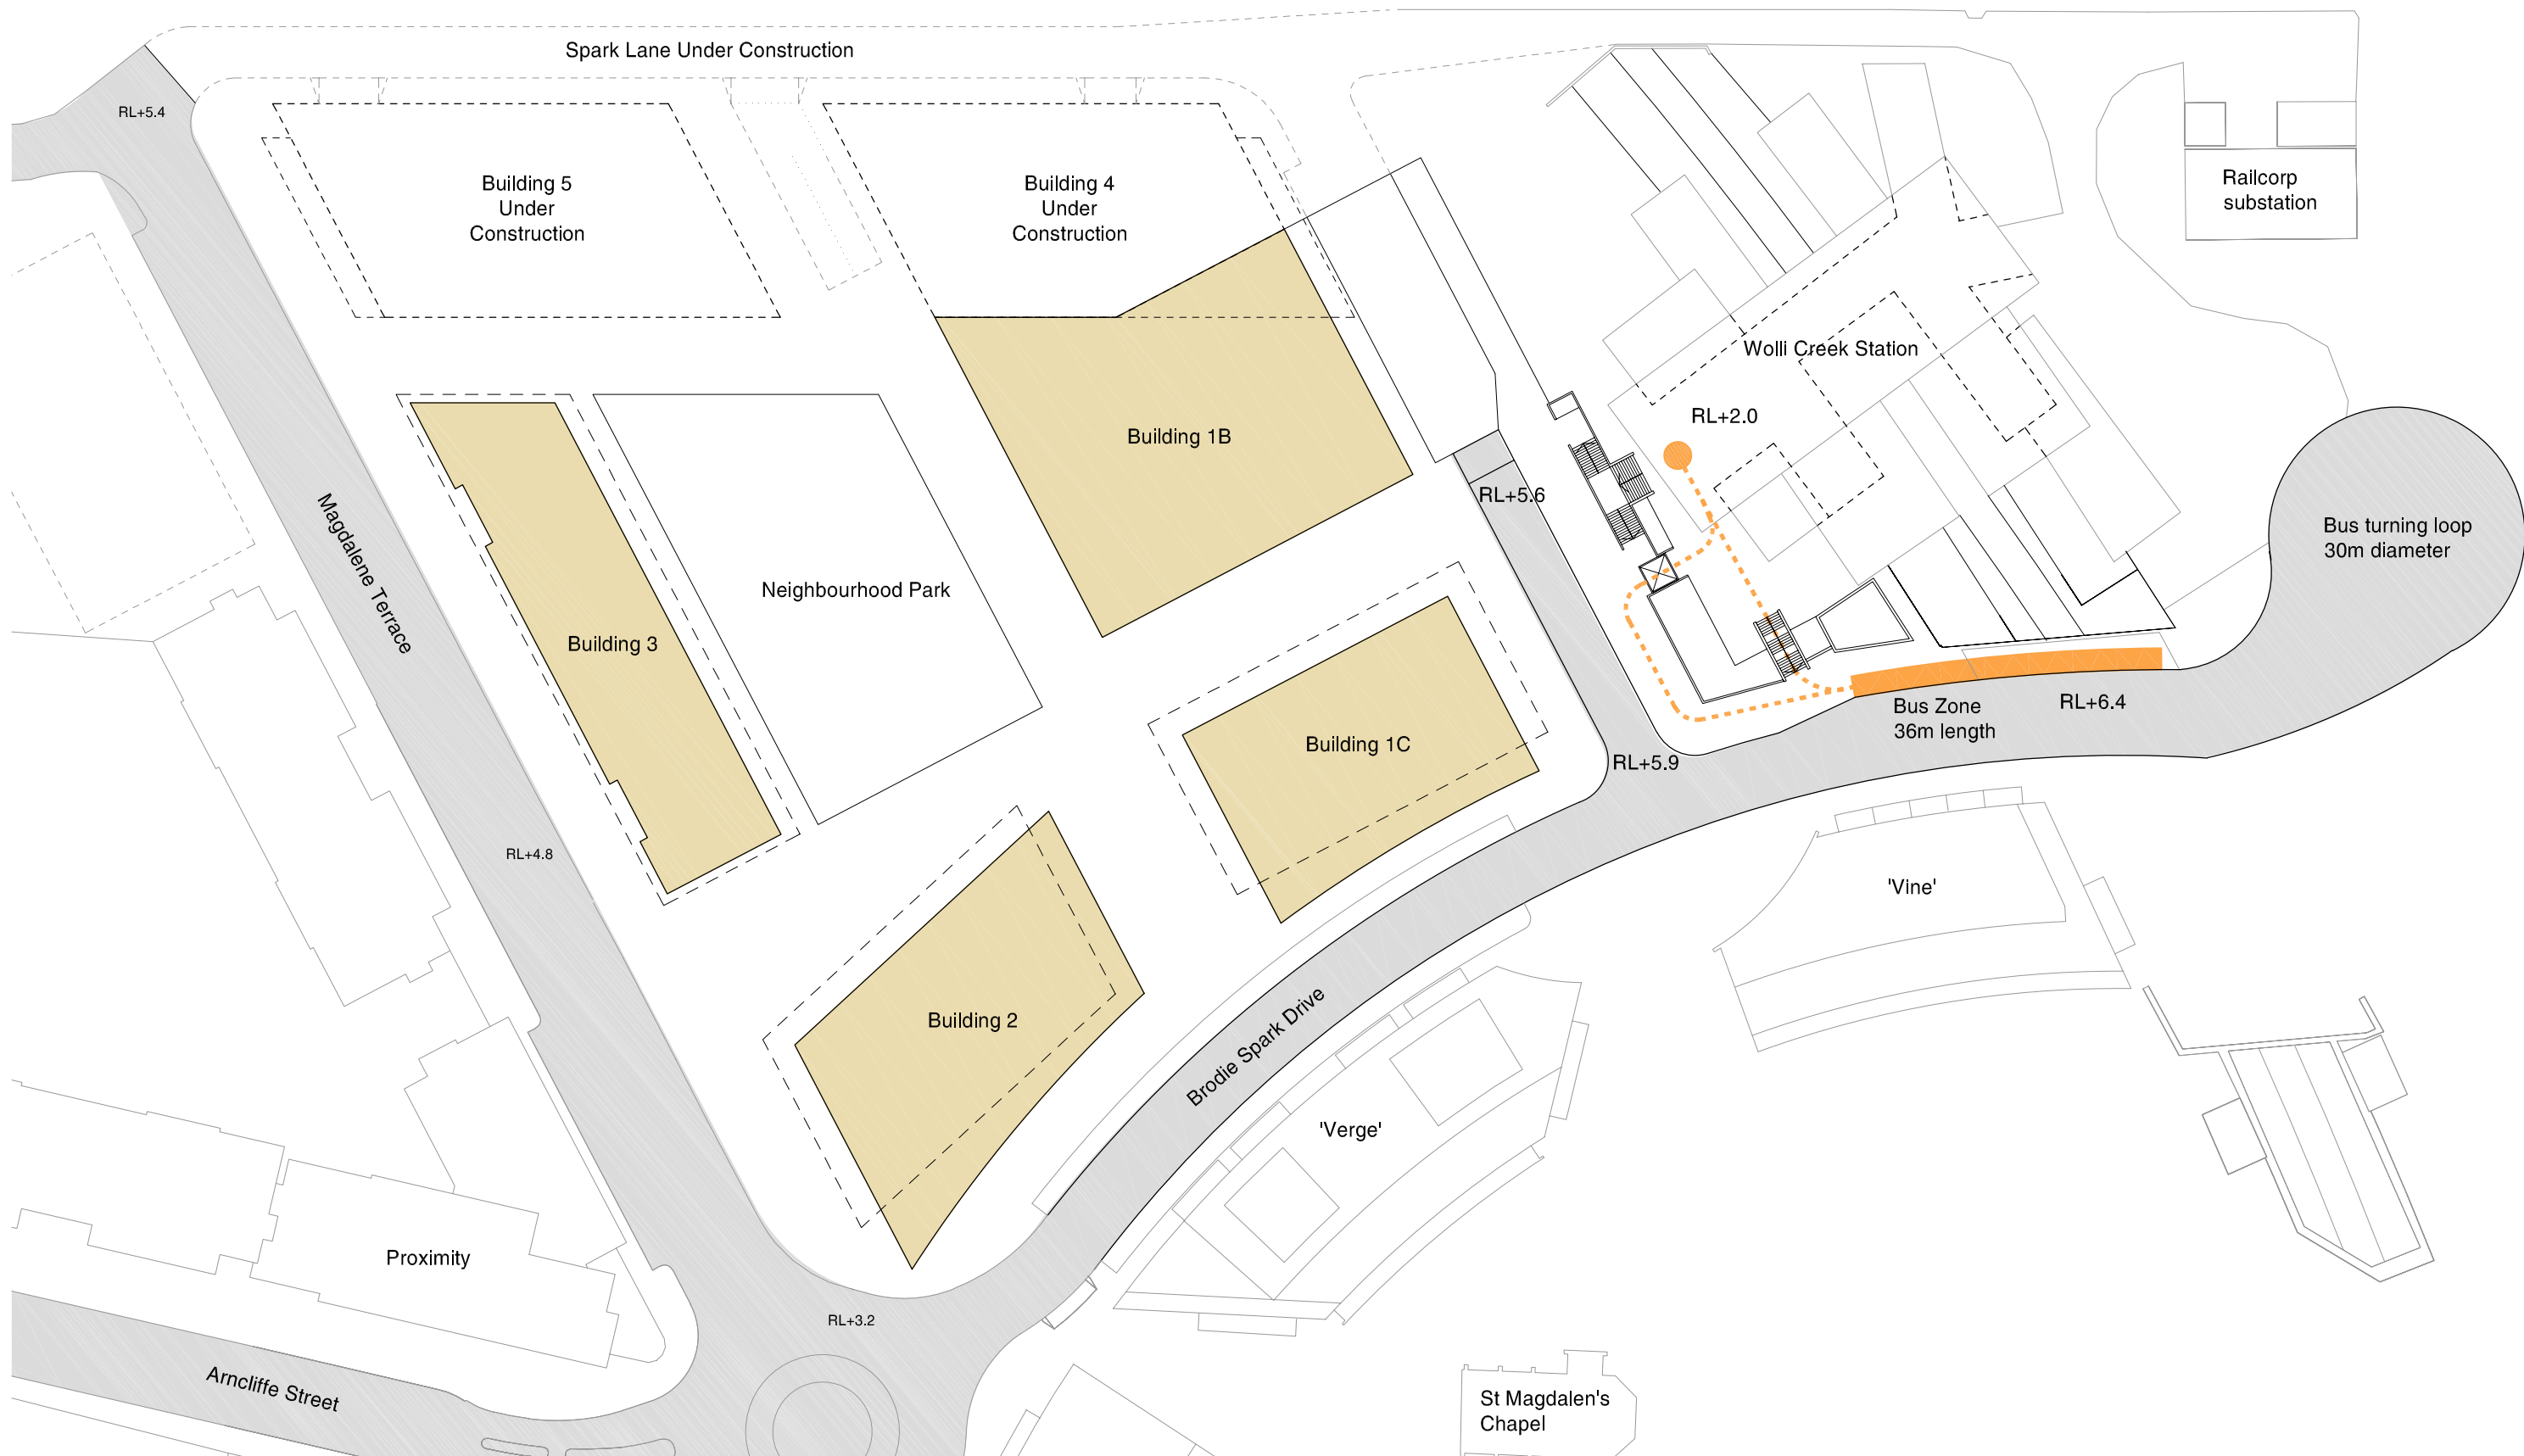 Spark Lane Under Construction
RL+5.4
Building 5
Under
Construction
Building 4
Under
Construction
Railcorp
substation
Wolli Creek Station
RL+2.0
Building 1B
RL+5.6
Bus turning loop
30m diameter
Magdalene Terrace
Neighbourhood Park
Building 3
Bus Zone
36m length
RL+6.4
Building 1C
RL+5.9
RL+4.8
'Vine'
Building 2
Brodie Spark Drive
'Verge'
Proximity
RL+3.2
Arncliffe Street
St Magdalen's
Chapel